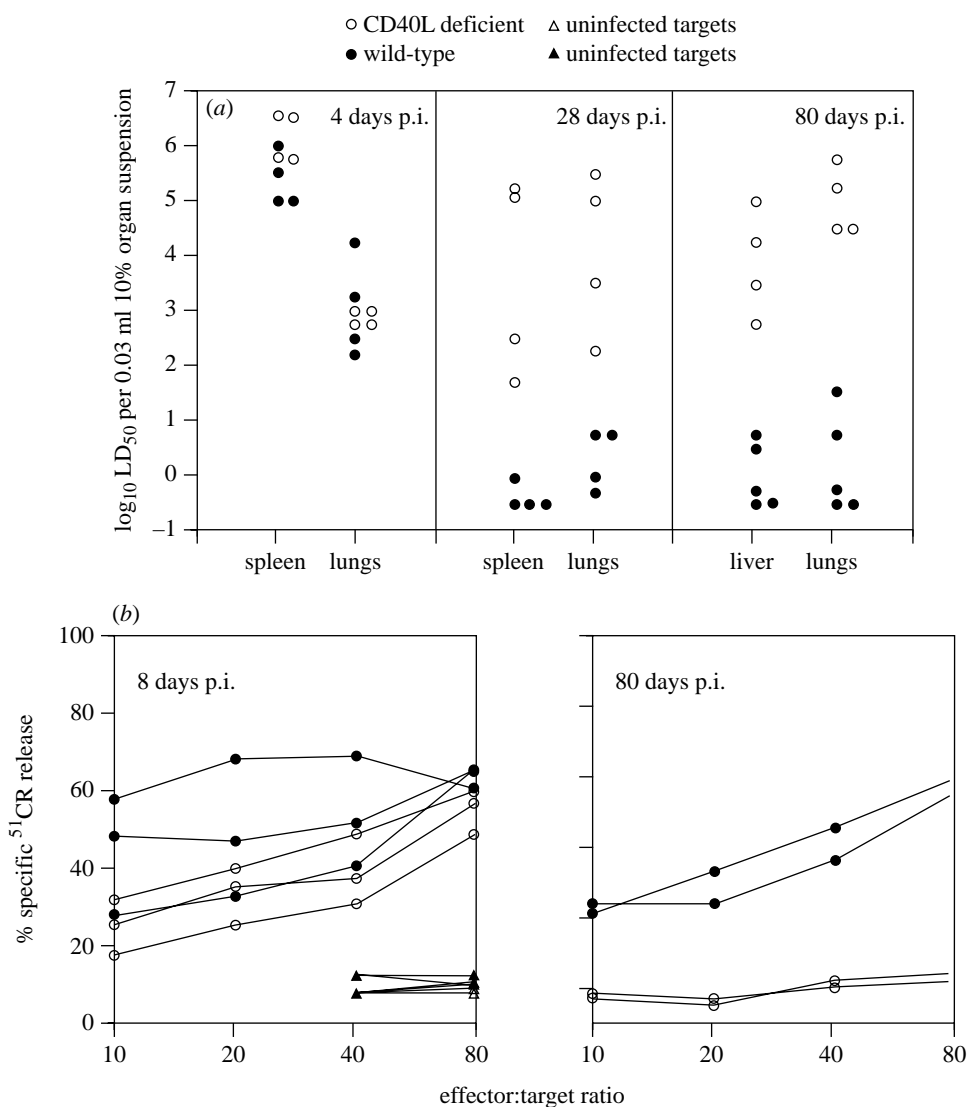 CD40L deficient uninfected targets
wild-type uninfected targets
(a)
4 days p.i. 28 days p.i. 80 days p.i.
log10 LD50 per 0.03 ml 10% organ suspension
7
6
5
4
3
2
1
0
–1
spleen lungs spleen lungs liver lungs
(b)
8 days p.i. 80 days p.i.
% specific 51CR release
100
80
60
40
20
0
10 20 40 80 10 20 40 80
effector:target ratio